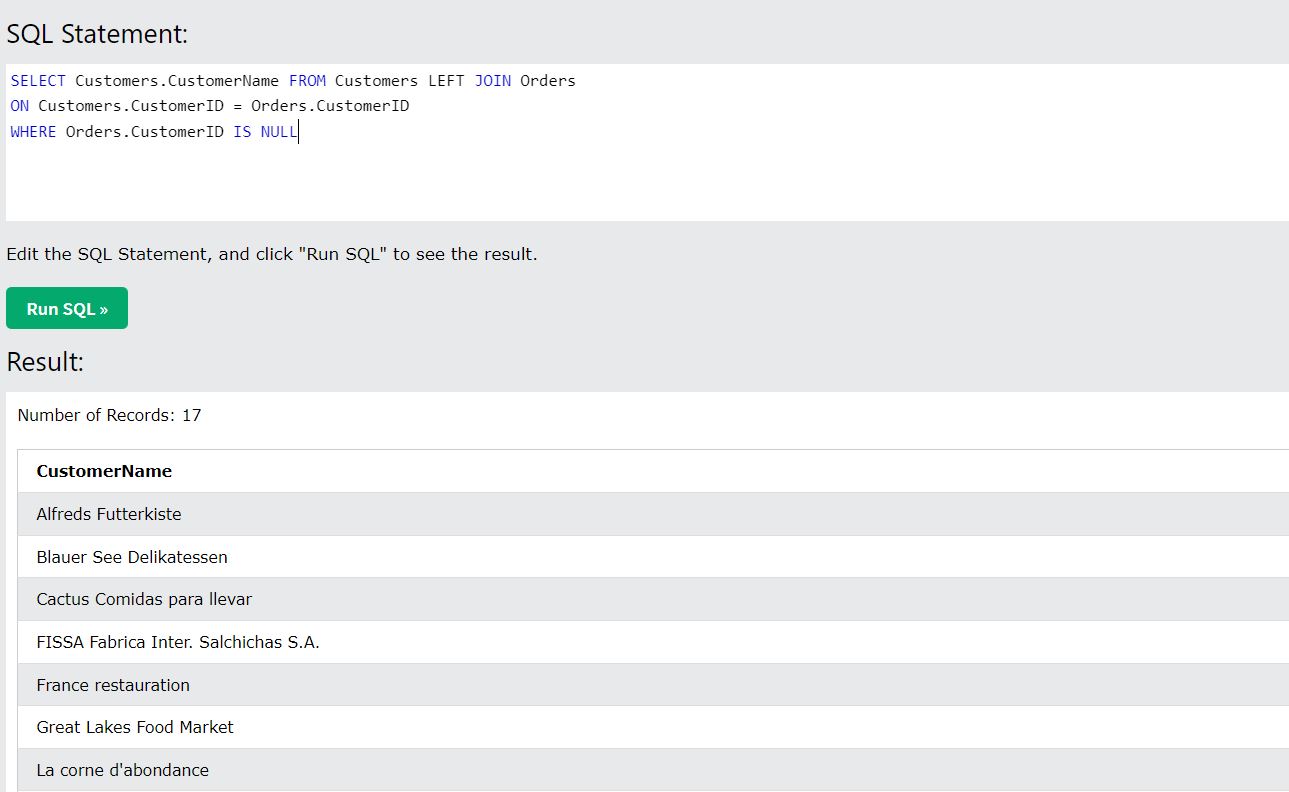 SQL Statement:
SELECT Customers.CustomerName FROM Customers LEFT JOIN Orders
ON Customers.CustomerID = Orders.CustomerID
WHERE Orders.CustomerID IS NULL
Edit the SQL Statement, and click "Run SQL" to see the result.
Run SQL »
Result:
Number of Records: 17
CustomerName
Alfreds Futterkiste
Blauer See Delikatessen
Cactus Comidas para llevar
FISSA Fabrica Inter. Salchichas S.A.
France restauration
Great Lakes Food Market
La corne d'abondance